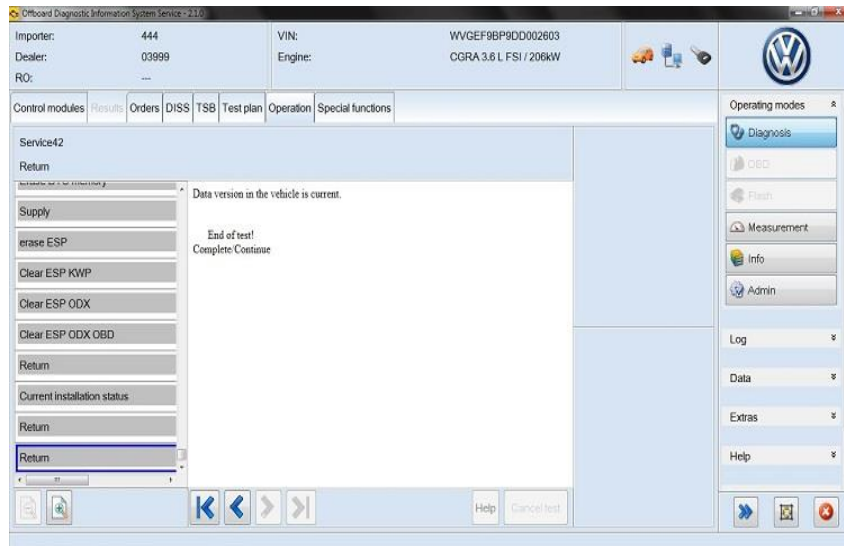 Offboard Diagnostic Information System Service - 2.1.0
Importer: 444 VIN: WVGEF9BP9DD002603
Dealer: 03999 Engine: CGRA 3.6 L FSI / 206kW
RO: ---
Control modules Results Orders DISS TSB Test plan Operation Special functions
Service42
Return
Supply
erase ESP
Clear ESP KWP
Clear ESP ODX
Clear ESP ODX OBD
Return
Current installation status
Return
Return
Data version in the vehicle is current.
End of test!
Complete/Continue
Help Cancel test
Operating modes
Diagnosis
OBD
Flash
Measurement
Info
Admin
Log
Data
Extras
Help